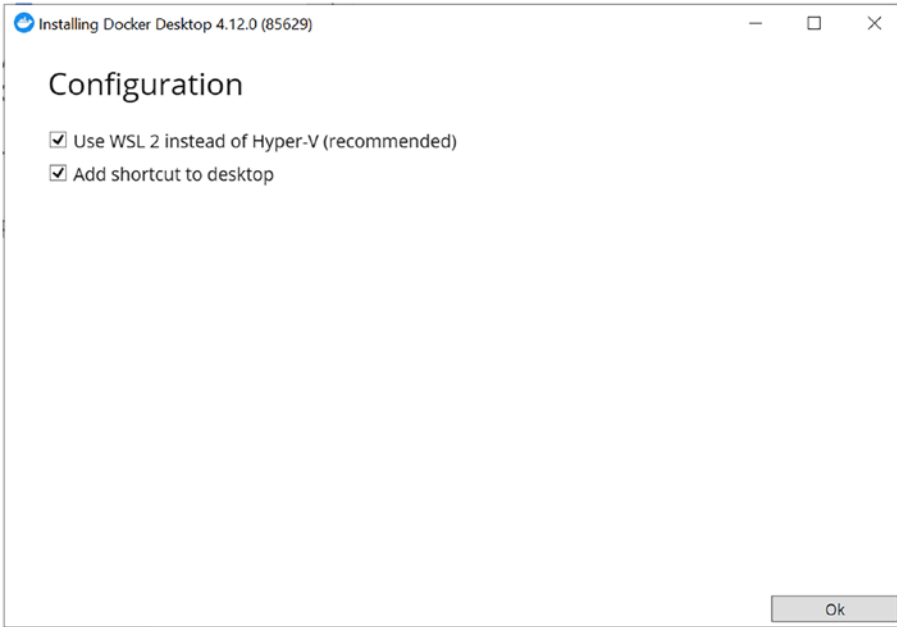 Installing Docker Desktop 4.12.0 (85629)
Configuration
Use WSL 2 instead of Hyper-V (recommended)
Add shortcut to desktop
Ok